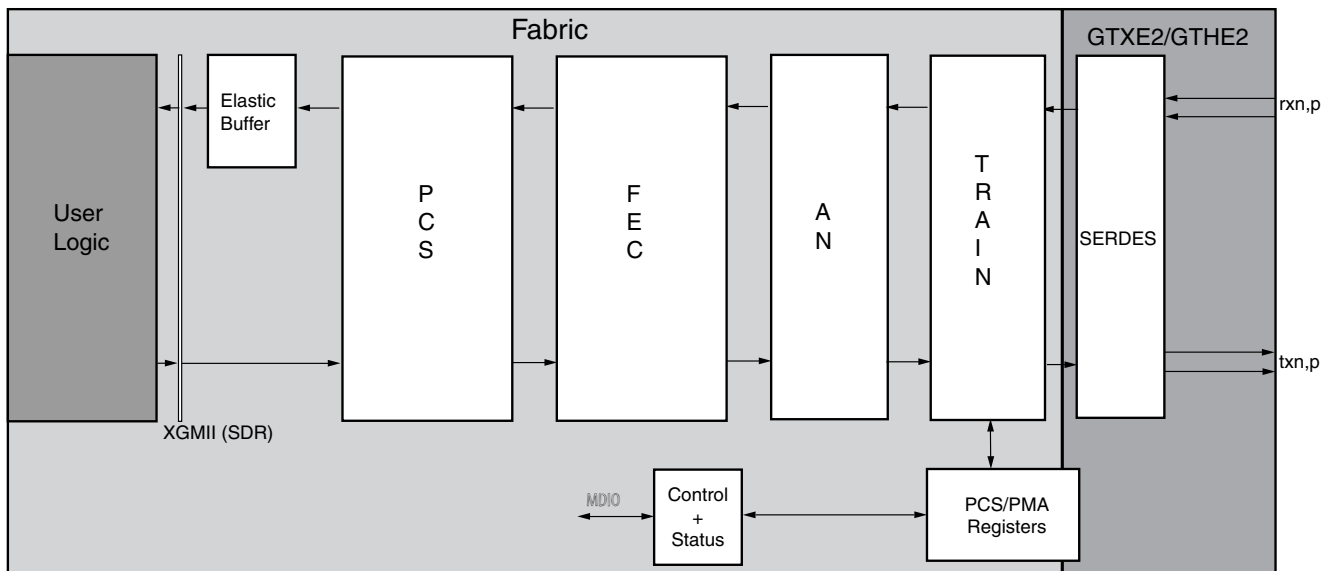 Fabric
GTXE2/GTHE2
Elastic
Buffer
rxn,p
User
Logic
P
C
S
F
E
C
A
N
T
R
A
I
N
SERDES
txn,p
XGMII (SDR)
MDIO
Control
+
Status
PCS/PMA
Registers